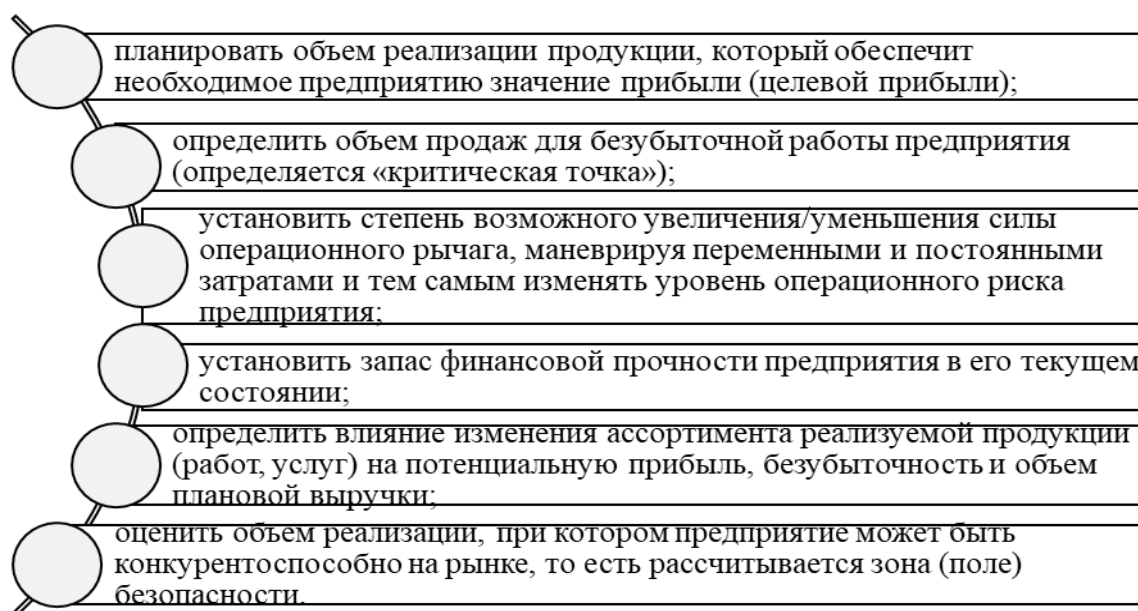 планировать объем реализации продукции, который обеспечит
необходимое предприятию значение прибыли (целевой прибыли);
определить объем продаж для безубыточной работы предприятия
(определяется «критическая точка»);
установить степень возможного увеличения/уменьшения силы
операционного рычага, маневрируя переменными и постоянными
затратами и тем самым изменять уровень операционного риска
предприятия;
установить запас финансовой прочности предприятия в его текущем
состоянии;
определить влияние изменения ассортимента реализуемой продукции
(работ, услуг) на потенциальную прибыль, безубыточность и объем
плановой выручки;
оценить объем реализации, при котором предприятие может быть
конкурентоспособно на рынке, то есть рассчитывается зона (поле)
безопасности.